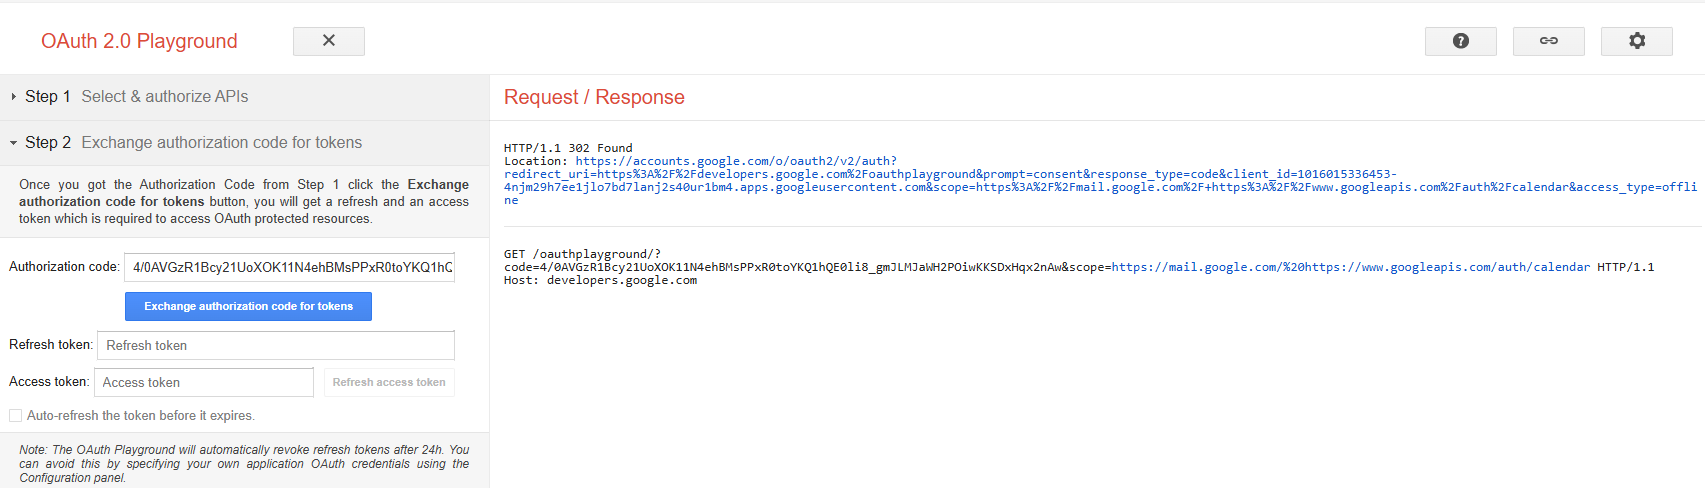 OAuth 2.0 Playground
Step 1 Select & authorize APIs
Step 2 Exchange authorization code for tokens
Once you got the Authorization Code from Step 1 click the Exchange
authorization code for tokens button, you will get a refresh and an access
token which is required to access OAuth protected resources.
Authorization code: 4/0AVGzR1Bcy21UoXOK11N4ehBMsPPxR0toYKQ1hQ
Exchange authorization code for tokens
Refresh token: Refresh token
Access token: Access token Refresh access token
Auto-refresh the token before it expires.
Note: The OAuth Playground will automatically revoke refresh tokens after 24h. You
can avoid this by specifying your own application OAuth credentials using the
Configuration panel.
Request / Response
HTTP/1.1 302 Found
Location: https://accounts.google.com/o/oauth2/v2/auth?
redirect_uri=https%3A%2F%2Fdevelopers.google.com%2Foauthplayground&prompt=consent&response_type=code&client_id=1016015336453-
4njm29h7ee1jlo7bd7lanj2s40ur1bm4.apps.googleusercontent.com&scope=https%3A%2F%2Fmail.google.com%2F+https%3A%2F%2Fwww.googleapis.com%2Fauth%2Fcalendar&access_type=offli
ne
GET /oauthplayground/?
code=4/0AVGzR1Bcy21UoXOK11N4ehBMsPPxR0toYKQ1hQE0li8_gmJLMJaWH2POiwKKSDxHqx2nAw&scope=https://mail.google.com/%20https://www.googleapis.com/auth/calendar HTTP/1.1
Host: developers.google.com